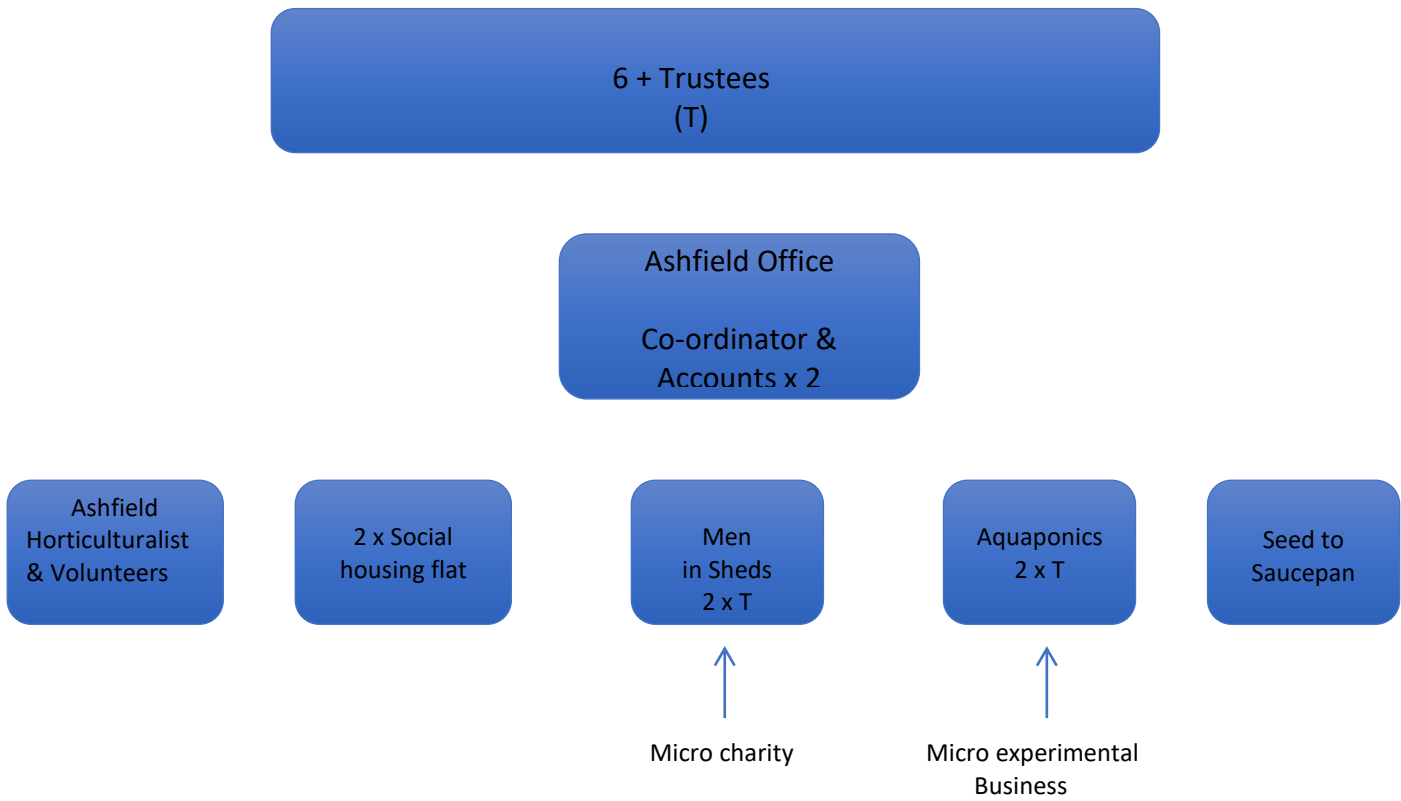 6 + Trustees
(T)
Ashfield Office
Co-ordinator &
Accounts x 2
Ashfield
Horticulturalist
& Volunteers
2 x Social
housing flat
Men
in Sheds
2 x T
Aquaponics
2 x T
Seed to
Saucepan
Micro charity
Micro experimental
Business